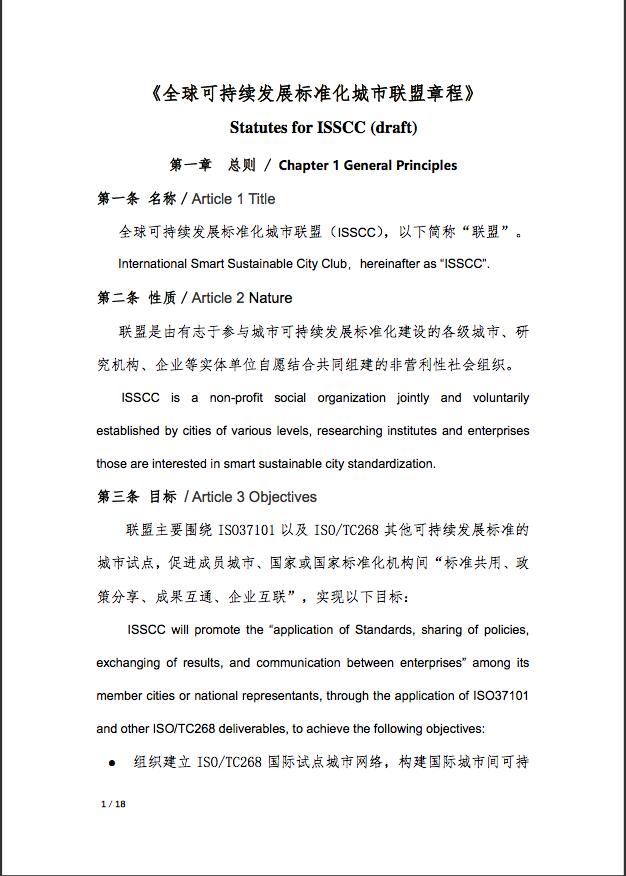 《全球可持续发展标准化城市联盟章程》
Statutes for ISSCC (draft)
第一章 总则 / Chapter 1 General Principles
第一条 名称 / Article 1 Title
全球可持续发展标准化城市联盟（ISSCC），以下简称“联盟”。
International Smart Sustainable City Club，hereinafter as “ISSCC”.
第二条 性质 / Article 2 Nature
联盟是由有志于参与城市可持续发展标准化建设的各级城市、研
究机构、企业等实体单位自愿结合共同组建的非营利性社会组织。
ISSCC is a non-profit social organization jointly and voluntarily
established by cities of various levels, researching institutes and enterprises
those are interested in smart sustainable city standardization.
第三条 目标 / Article 3 Objectives
联盟主要围绕 ISO37101 以及 ISO/TC268 其他可持续发展标准的
城市试点，促进成员城市、国家或国家标准化机构间“标准共用、政
策分享、成果互通、企业互联”，实现以下目标：
ISSCC will promote the “application of Standards, sharing of policies,
exchanging of results, and communication between enterprises” among its
member cities or national representants, through the application of ISO37101
and other ISO/TC268 deliverables, to achieve the following objectives:
● 组织建立 ISO/TC268 国际试点城市网络，构建国际城市间可持
1 / 18